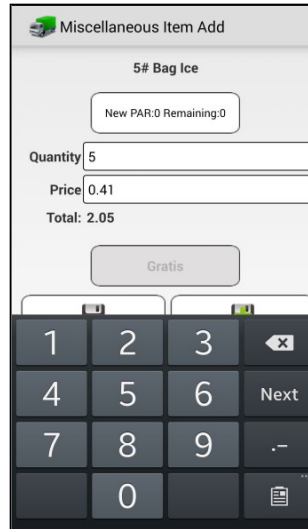 Miscellaneous Item Add
5# Bag Ice
New PAR:0 Remaining:0
Quantity 5
Price 0.41
Total: 2.05
Gratis
1 2 3
4 5 6 Next
7 8 9 .-
0